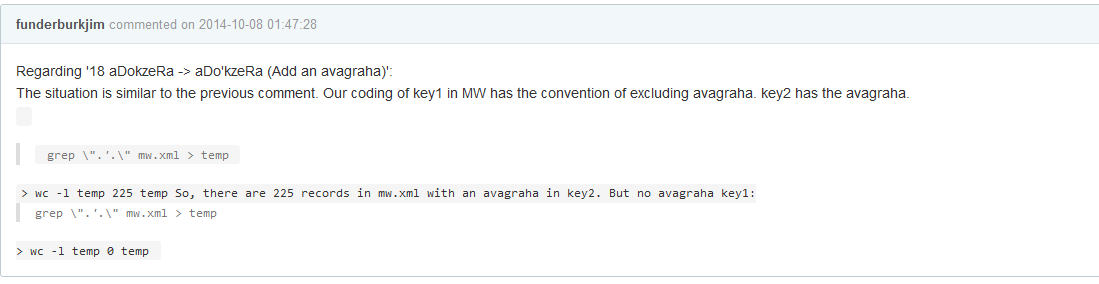 funderburkjim commented on 2014-10-08 01:47:28
Regarding '18 aDokzeRa -> aDo'kzeRa (Add an avagraha)':
The situation is similar to the previous comment. Our coding of key1 in MW has the convention of excluding avagraha. key2 has the avagraha.
grep \".'.\" mw.xml > temp
> wc -l temp 225 temp So, there are 225 records in mw.xml with an avagraha in key2. But no avagraha key1:
grep \".'.\" mw.xml > temp
> wc -l temp 0 temp